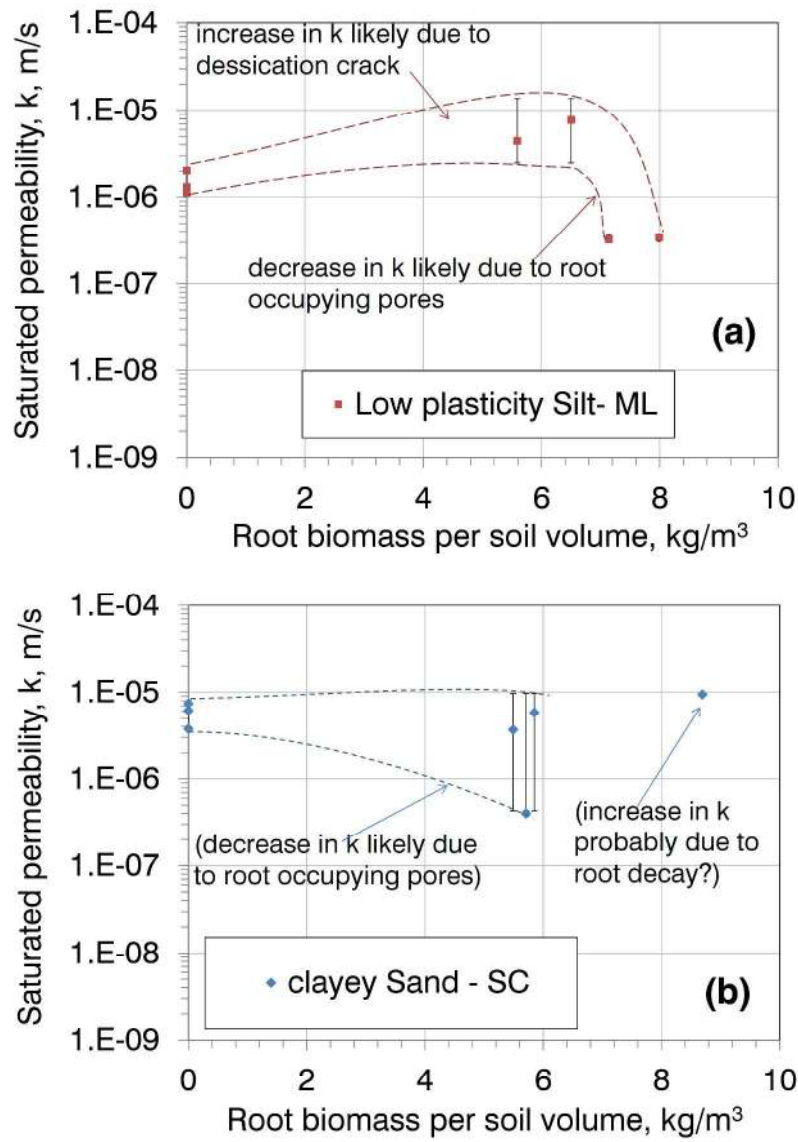 1.E-04
increase in k likely due to
dessication crack
1.E-05
1.E-06
1.E-07
decrease in k likely due to root
occupying pores
(a)
1.E-08
Low plasticity Silt- ML
1.E-09
0 2 4 6 8 10
Saturated permeability, k, m/s
Root biomass per soil volume, kg/m³
1.E-04
1.E-05
1.E-06
(decrease in k likely due
to root occupying pores)
(increase in k
probably due to
root decay?)
1.E-07
1.E-08
clayey Sand - SC
(b)
1.E-09
0 2 4 6 8 10
Saturated permeability, k, m/s
Root biomass per soil volume, kg/m³